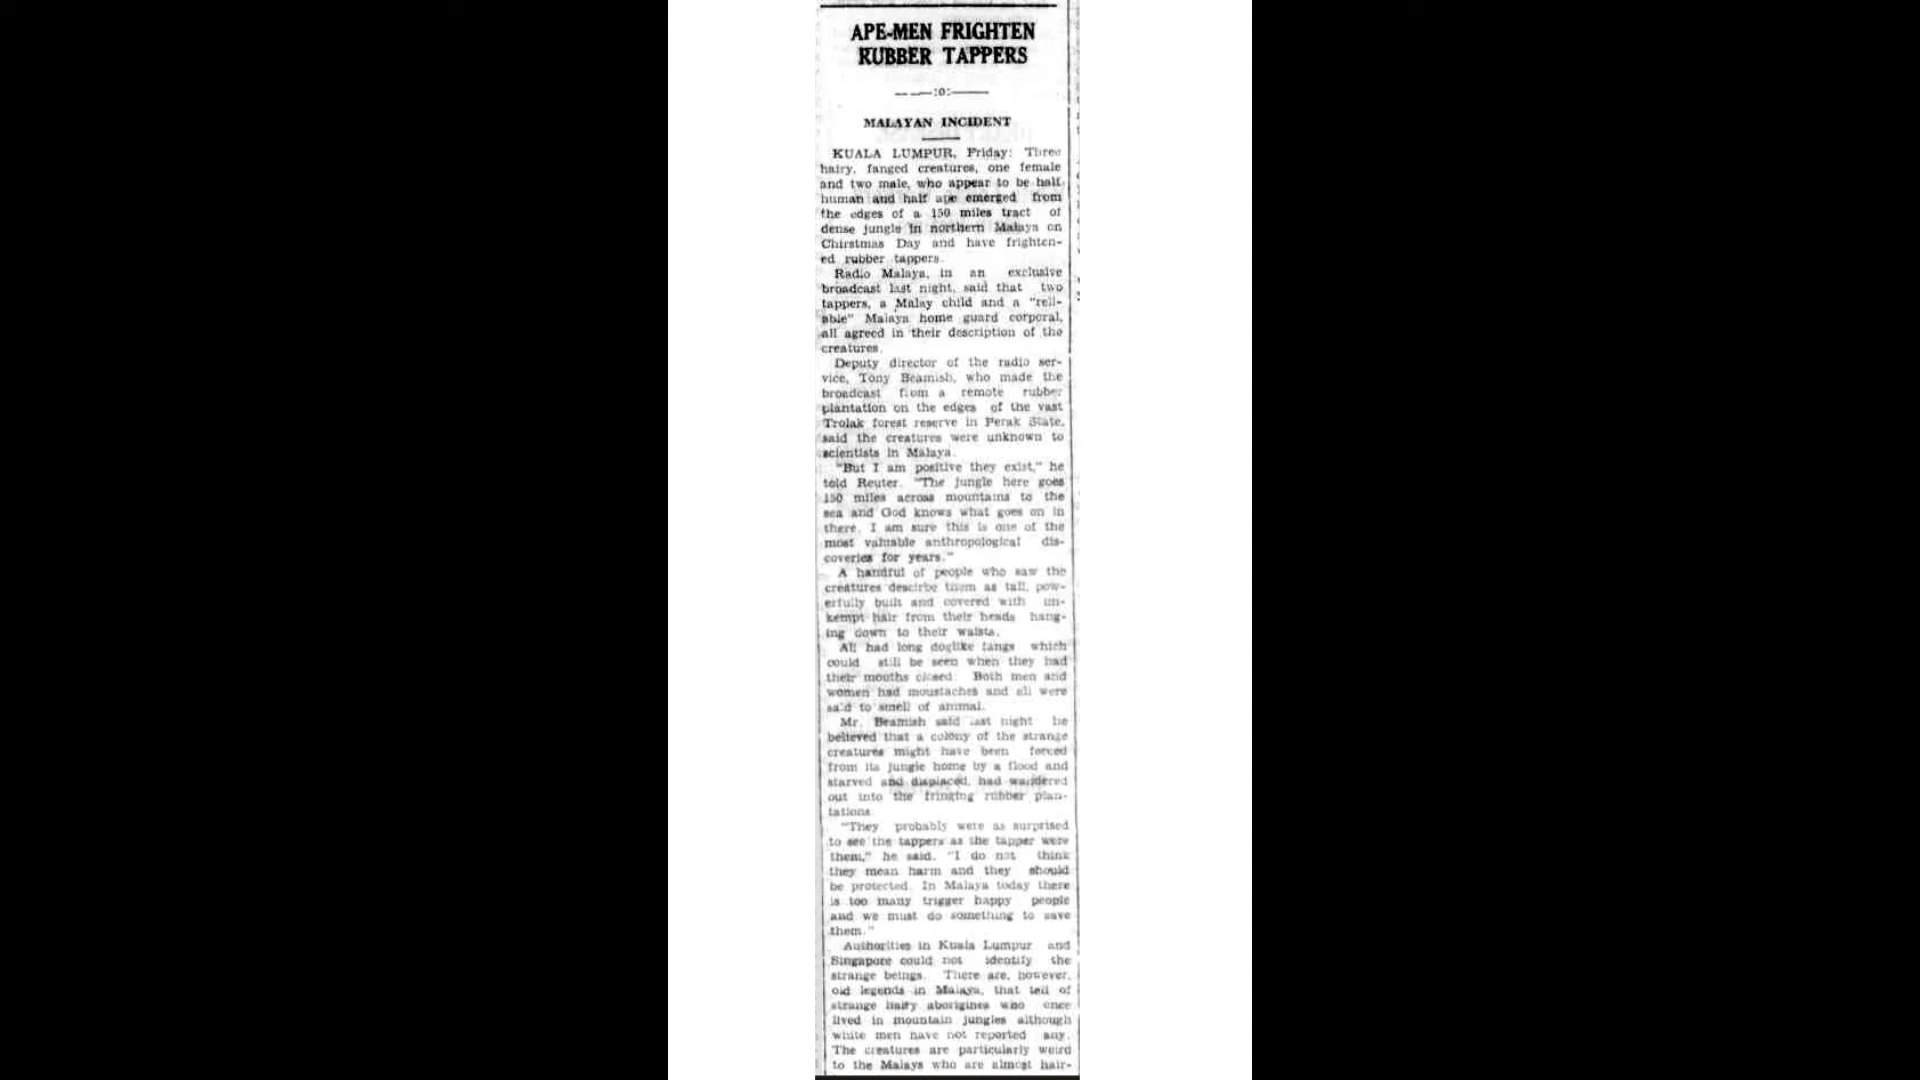 APE-MEN FRIGHTEN
RUBBER TAPPERS
———:o:———
MALAYAN INCIDENT
KUALA LUMPUR, Friday: Three
hairy, fanged creatures, one female
and two male, who appear to be half
human and half ape emerged from
the edges of a 150 miles tract of
dense jungle in northern Malaya on
Chirstmas Day and have frighten-
ed rubber tappers.
Radio Malaya, in an exclusive
broadcast last night, said that two
tappers, a Malay child and a "reli-
able" Malaya home guard corporal,
all agreed in their description of the
creatures.
Deputy director of the radio ser-
vice, Tony Beamish, who made the
broadcast from a remote rubber
plantation on the edges of the vast
Trolak forest reserve in Perak State,
said the creatures were unknown to
scientists in Malaya.
"But I am positive they exist," he
told Reuter. "The jungle here goes
150 miles across mountains to the
sea and God knows what goes on in
there. I am sure this is one of the
most valuable anthropological dis-
coveries for years."
A handful of people who saw the
creatures descirbe them as tall, pow-
erfully built and covered with un-
kempt hair from their heads hang-
ing down to their waists.
All had long doglike fangs which
could still be seen when they had
their mouths closed. Both men and
women had moustaches and all were
said to smell of animal.
Mr. Beamish said last night he
believed that a colony of the strange
creatures might have been forced
from its jungle home by a flood and
starved and displaced, had wandered
out into the fringing rubber plan-
tations.
"They probably were as surprised
to see the tappers as the tapper were
them," he said. "I do not think
they mean harm and they should
be protected. In Malaya today there
is too many trigger happy people
and we must do something to save
them."
Authorities in Kuala Lumpur and
Singapore could not identify the
strange beings. There are, however,
old legends in Malaya, that tell of
strange hairy aborigines who once
lived in mountain jungles although
white men have not reported any.
The creatures are particularly weird
to the Malays who are almost hair-